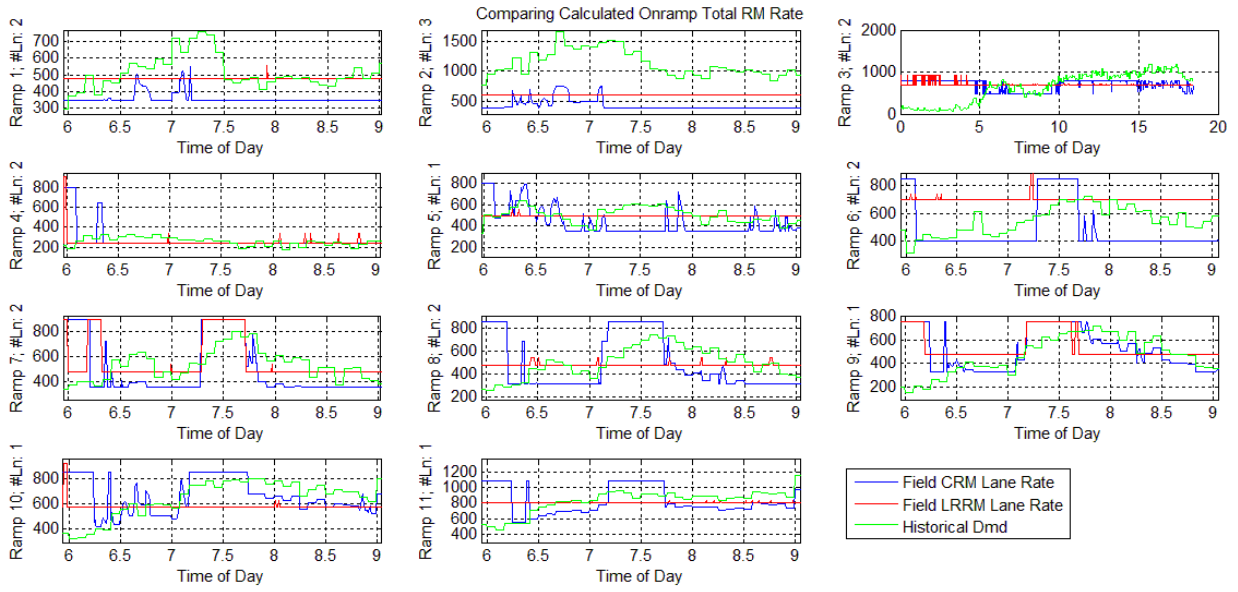 Comparing Calculated Onramp Total RM Rate
Ramp 1; #Ln: 2
700
600
500
400
300
6 6.5 7 7.5 8 8.5 9
Time of Day
Ramp 2; #Ln: 3
1500
1000
500
6 6.5 7 7.5 8 8.5 9
Time of Day
Ramp 3; #Ln: 2
2000
1000
0
0 5 10 15 20
Time of Day
Ramp 4; #Ln: 2
800
600
400
200
6 6.5 7 7.5 8 8.5 9
Time of Day
Ramp 5; #Ln: 1
800
600
400
200
6 6.5 7 7.5 8 8.5 9
Time of Day
Ramp 6; #Ln: 2
800
600
400
6 6.5 7 7.5 8 8.5 9
Time of Day
Ramp 7; #Ln: 2
800
600
400
6 6.5 7 7.5 8 8.5 9
Time of Day
Ramp 8; #Ln: 2
800
600
400
200
6 6.5 7 7.5 8 8.5 9
Time of Day
Ramp 9; #Ln: 1
800
600
400
200
6 6.5 7 7.5 8 8.5 9
Time of Day
Ramp 10; #Ln: 1
800
600
400
6 6.5 7 7.5 8 8.5 9
Time of Day
Ramp 11; #Ln: 1
1200
1000
800
600
400
6 6.5 7 7.5 8 8.5 9
Time of Day
Field CRM Lane Rate
Field LRRM Lane Rate
Historical Dmd